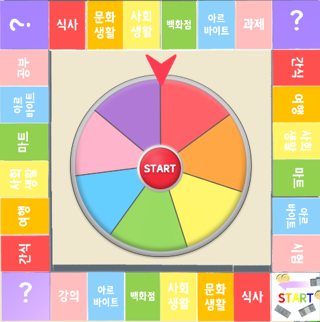 ?
식사
문화
생활
사회
생활
백화점
아르
바이트
과제
?
공부
아르
바이트
마트
사회
생활
여행
간식
START
간식
여행
사회
생활
마트
아르
바이트
시험
?
강의
아르
바이트
백화점
사회
생활
문화
생활
식사
START